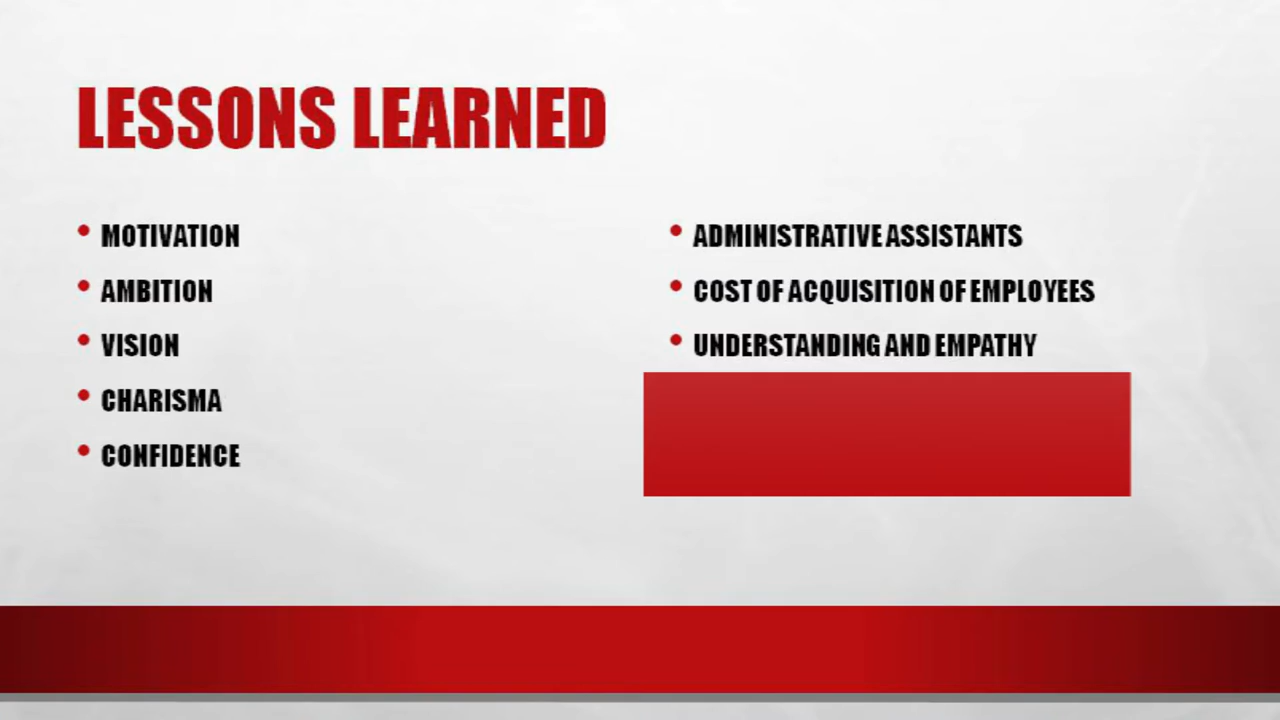 LESSONS LEARNED
• MOTIVATION
• AMBITION
• VISION
• CHARISMA
• CONFIDENCE
• ADMINISTRATIVE ASSISTANTS
• COST OF ACQUISITION OF EMPLOYEES
• UNDERSTANDING AND EMPATHY